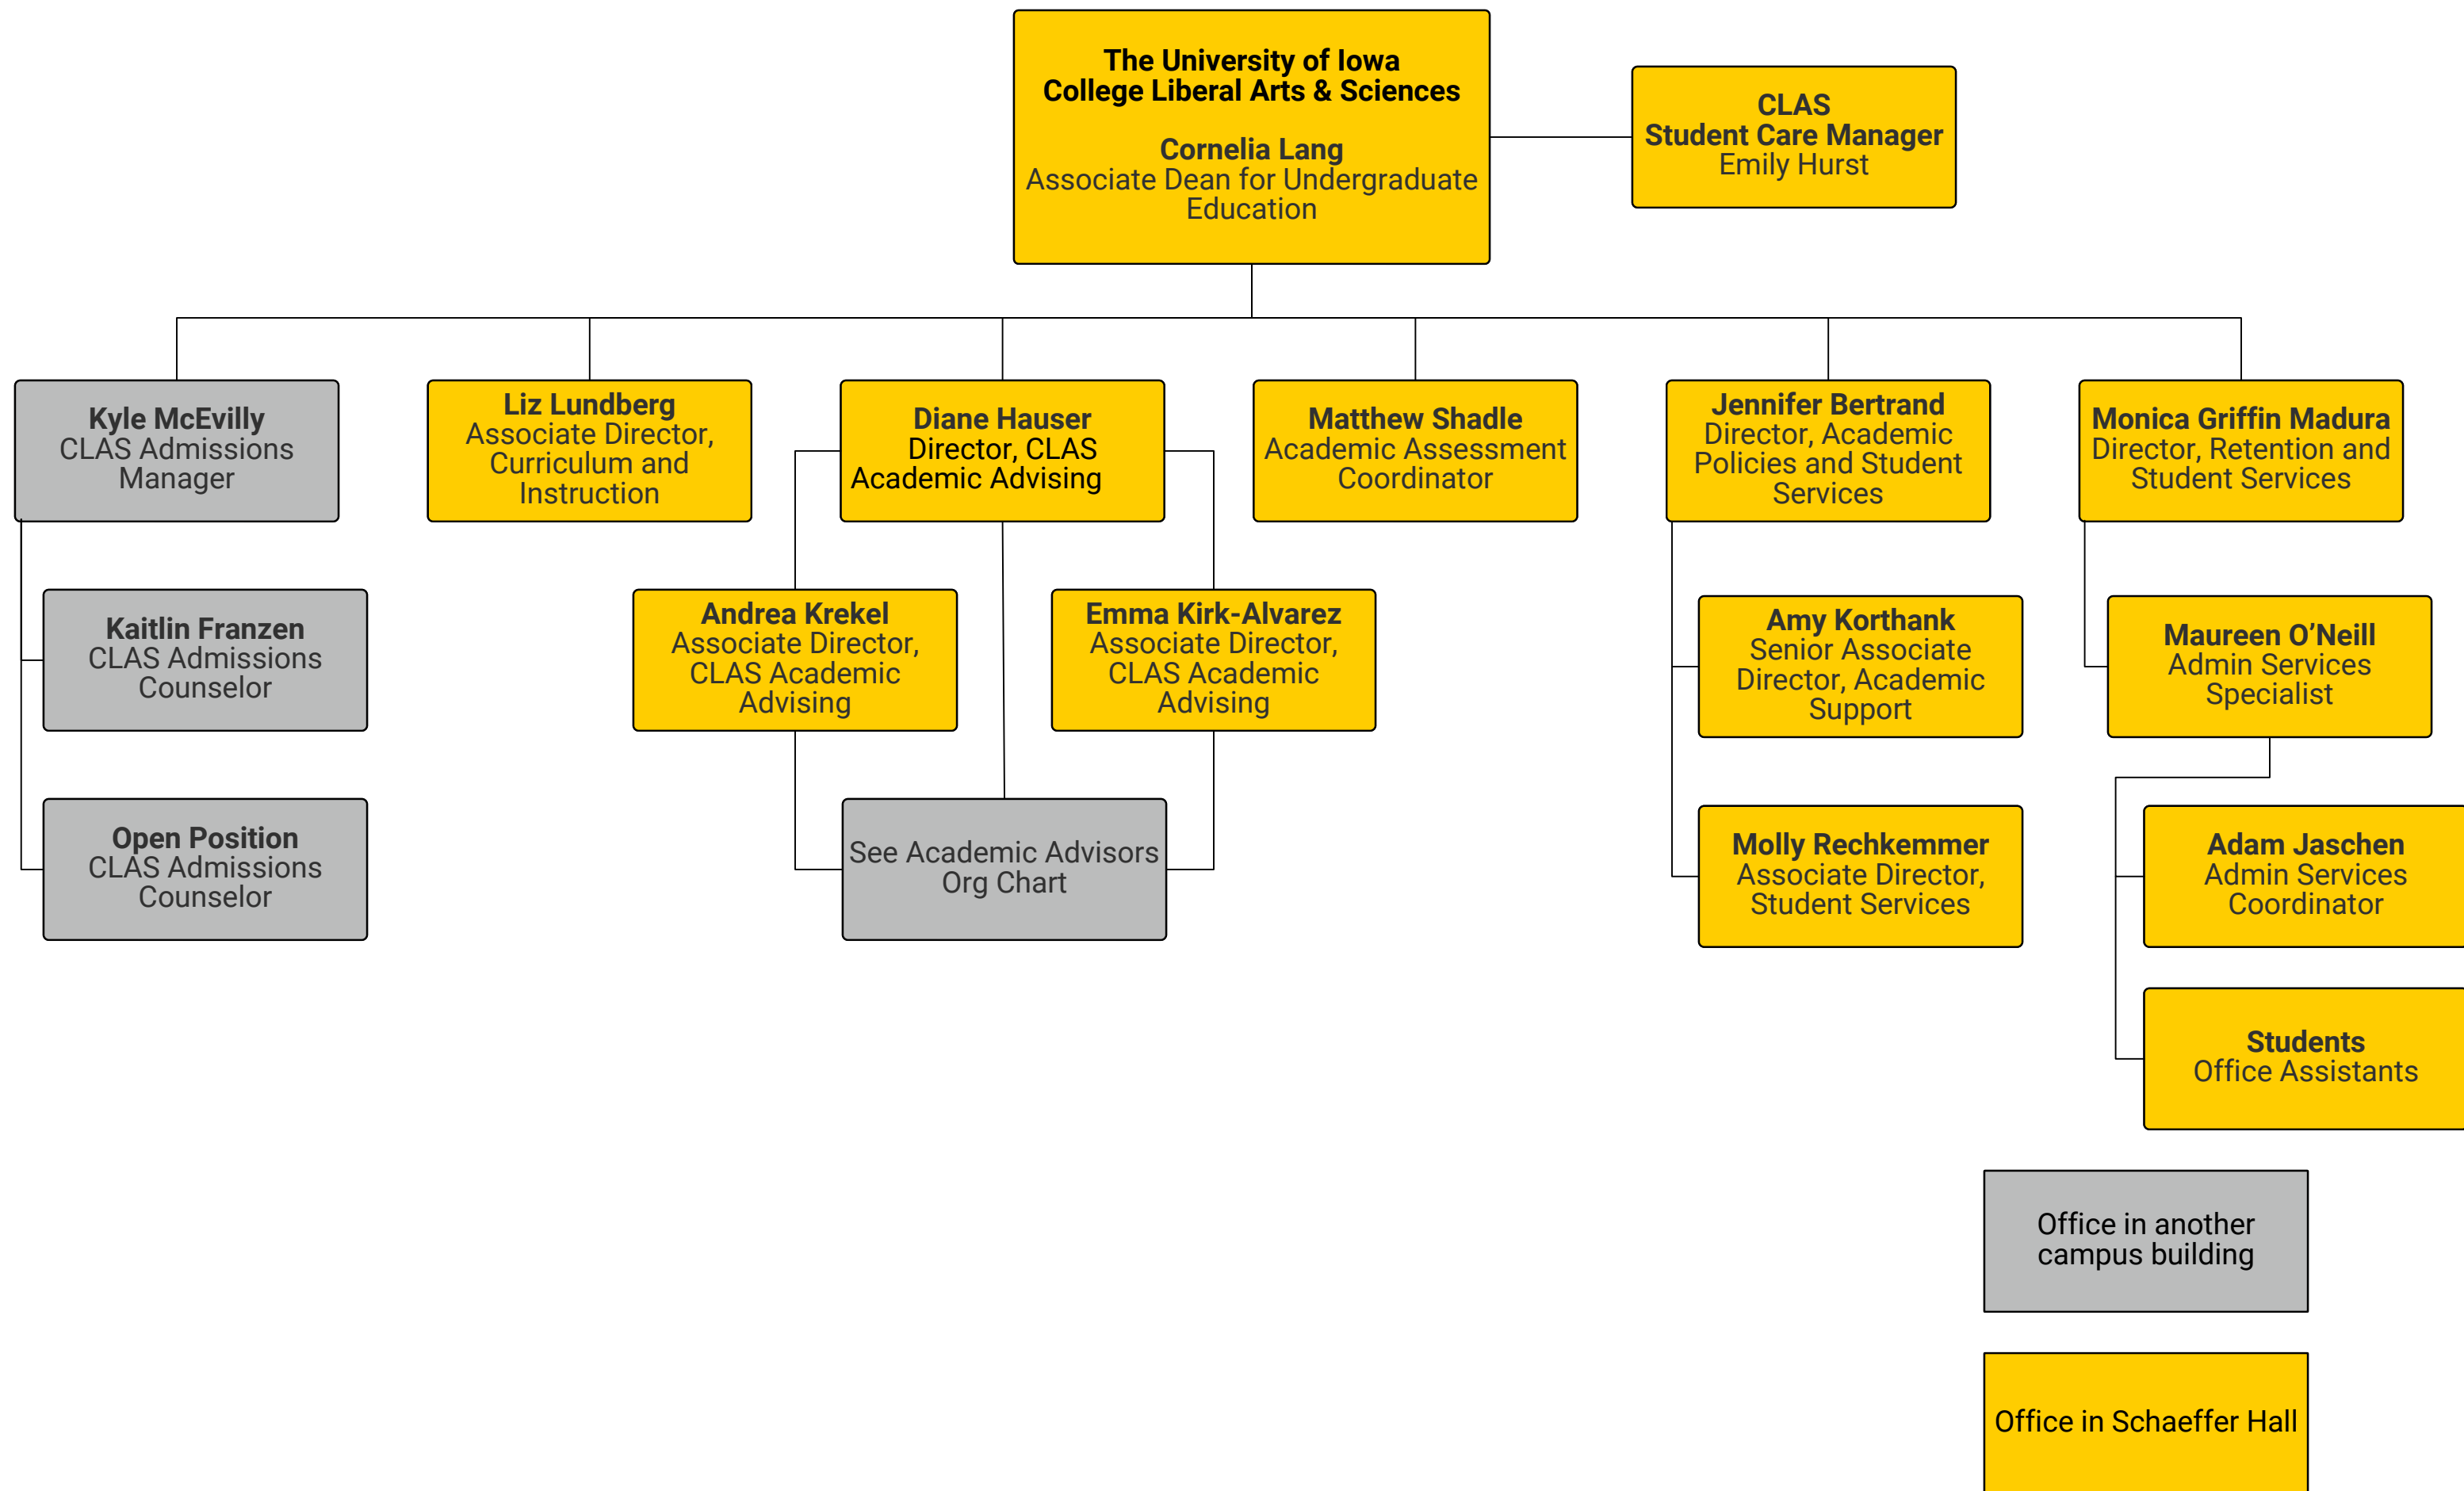 The University of Iowa
College Liberal Arts & Sciences
Cornelia Lang
Associate Dean for Undergraduate
Education
CLAS
Student Care Manager
Emily Hurst
Kyle McEvilly
CLAS Admissions
Manager
Liz Lundberg
Associate Director,
Curriculum and
Instruction
Diane Hauser
Director, CLAS
Academic Advising
Matthew Shadle
Academic Assessment
Coordinator
Jennifer Bertrand
Director, Academic
Policies and Student
Services
Monica Griffin Madura
Director, Retention and
Student Services
Kaitlin Franzen
CLAS Admissions
Counselor
Andrea Krekel
Associate Director,
CLAS Academic
Advising
Emma Kirk-Alvarez
Associate Director,
CLAS Academic
Advising
Amy Korthank
Senior Associate
Director, Academic
Support
Maureen O’Neill
Admin Services
Specialist
Open Position
CLAS Admissions
Counselor
See Academic Advisors
Org Chart
Molly Rechkemmer
Associate Director,
Student Services
Adam Jaschen
Admin Services
Coordinator
Students
Office Assistants
Office in another
campus building
Office in Schaeffer Hall